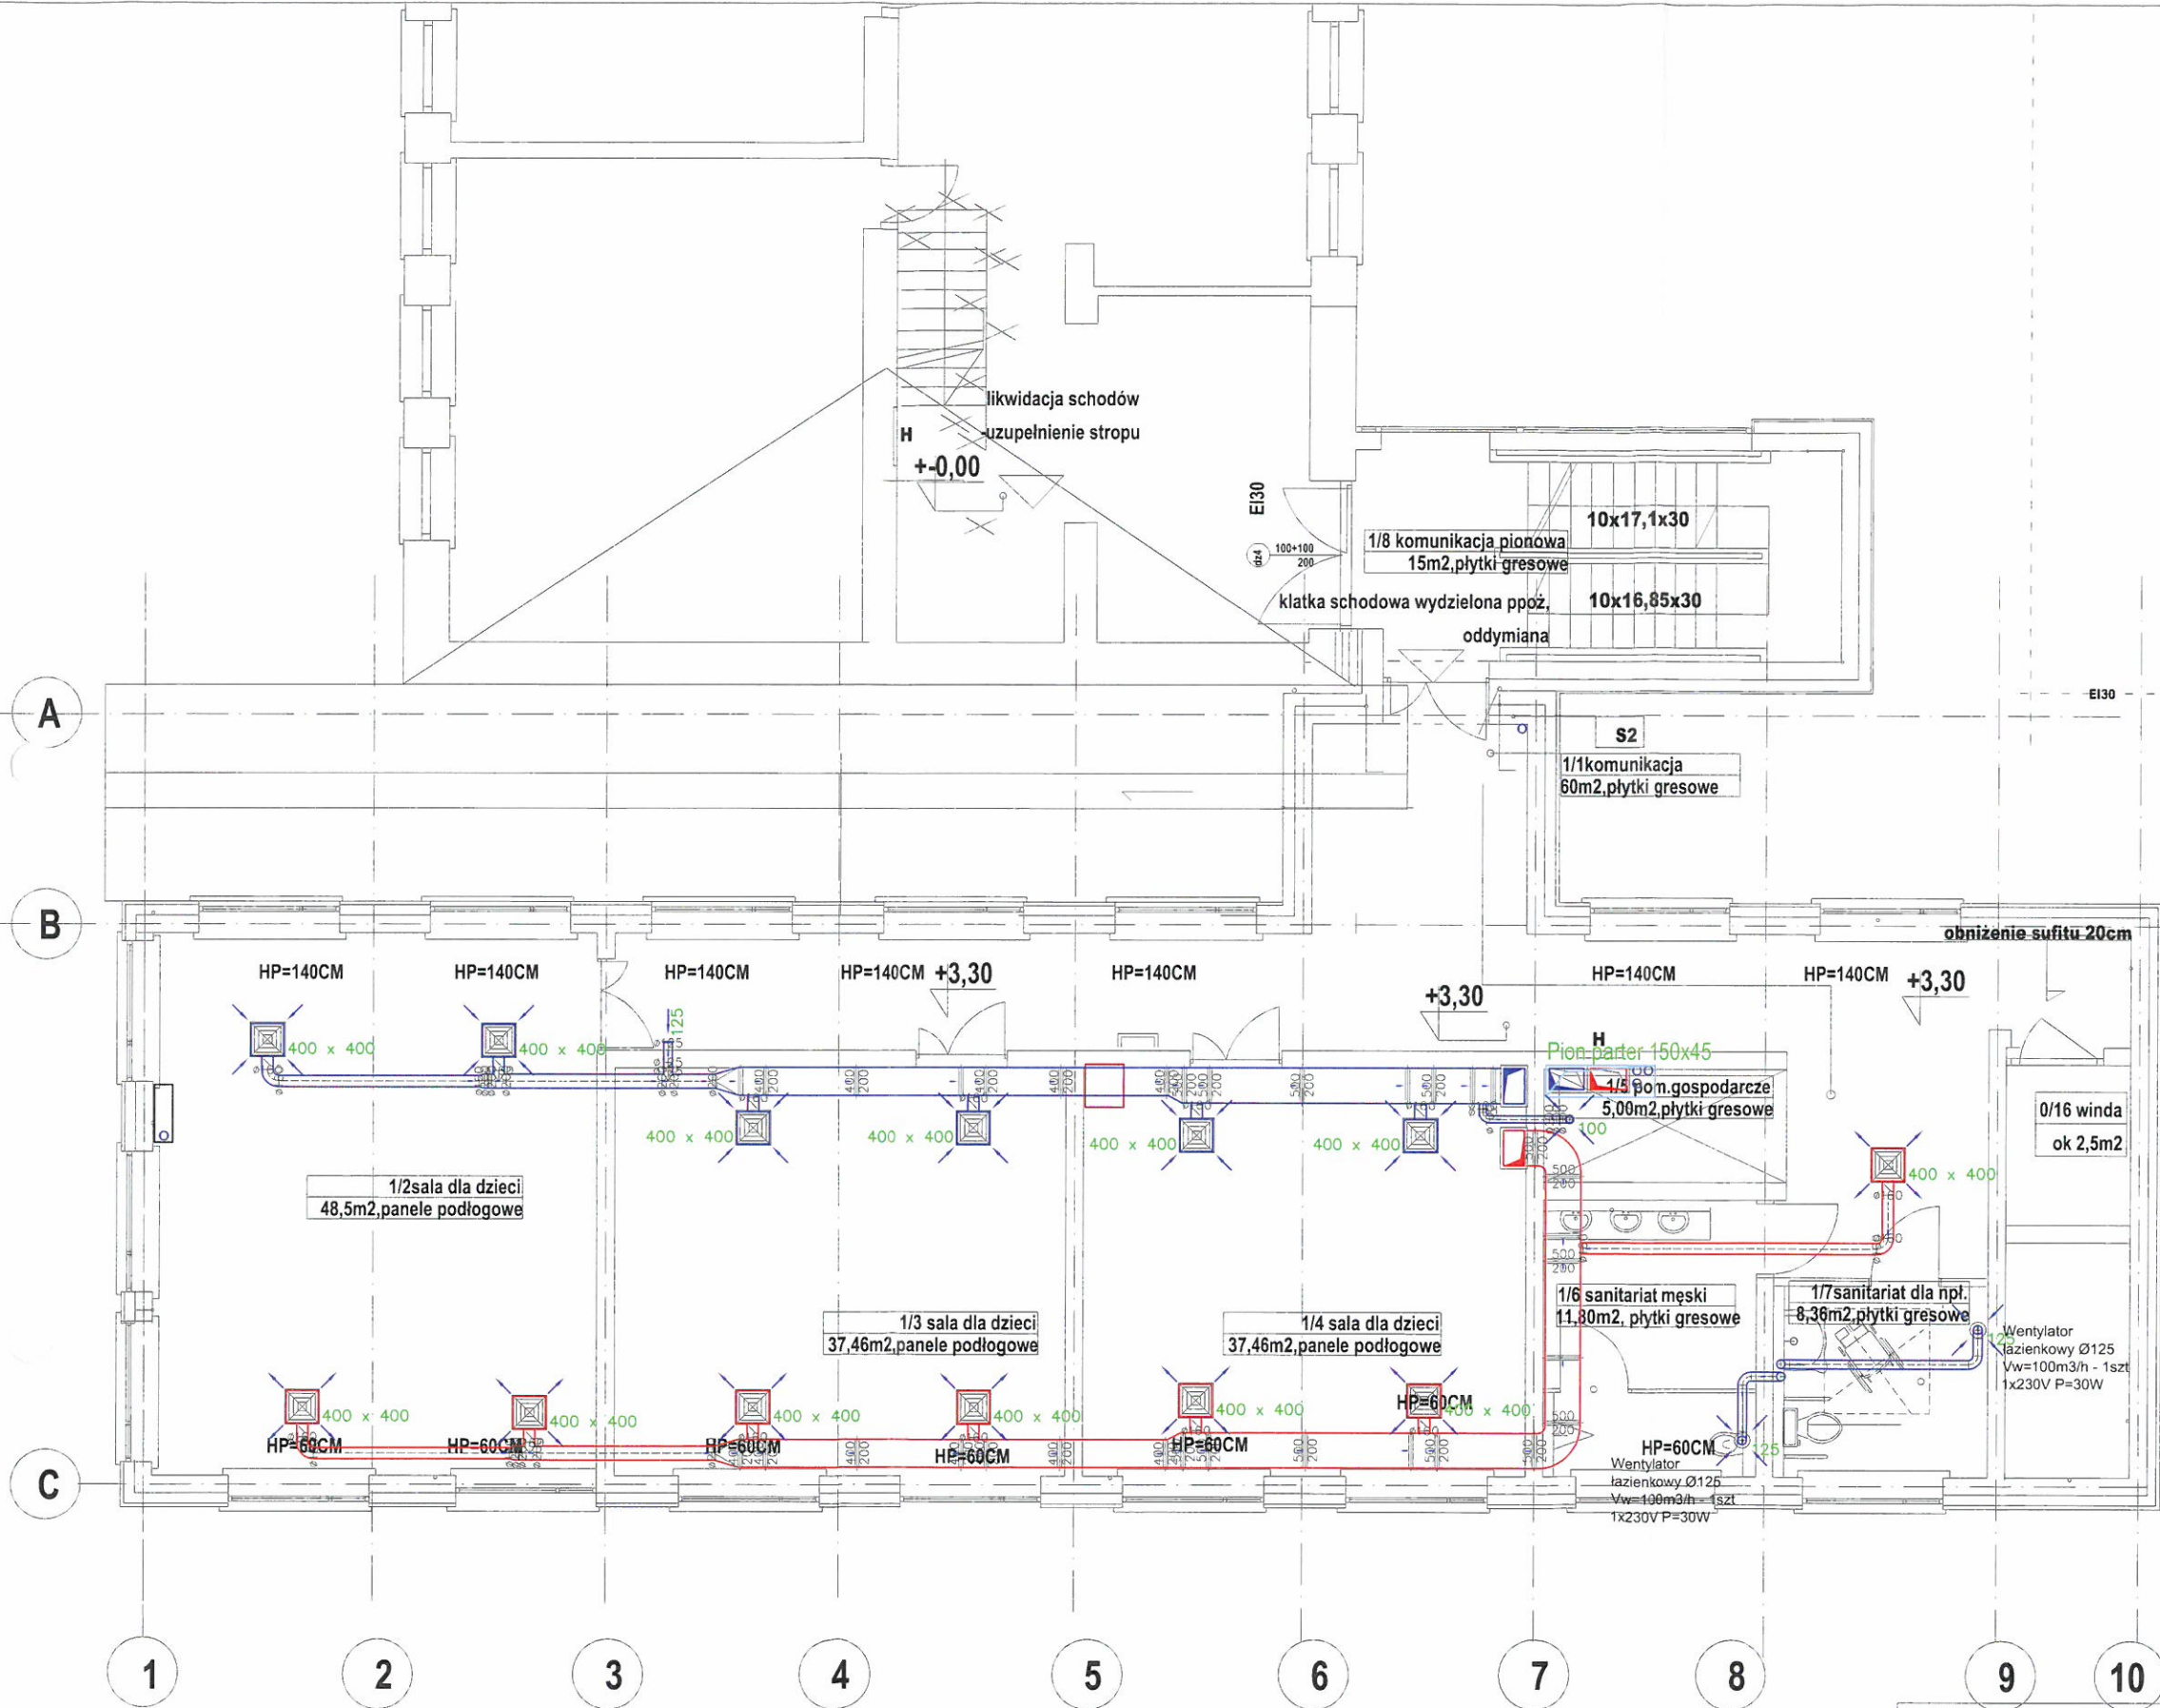 likwidacja schodów
-uzupełnienie stropu
H
+-0,00
EI30
dz4
100+100
200
1/8 komunikacja pionowa
15m2,płytki gresowe
klatka schodowa wydzielona ppoż,
oddymiana
10x17,1x30
10x16,85x30
A
EI30
S2
1/1komunikacja
60m2,płytki gresowe
B
obniżenie sufitu 20cm
HP=140CM
HP=140CM
HP=140CM
HP=140CM
+3,30
HP=140CM
HP=140CM
HP=140CM
+3,30
+3,30
125
H
Pion parter 150x45
400 x 400
400 x 400
1/5 pom.gospodarcze
5,00m2,płytki gresowe
0/16 winda
ok 2,5m2
400 x 400
400 x 400
400 x 400
400 x 400
100
400 x 400
1/2sala dla dzieci
48,5m2,panele podłogowe
1/3 sala dla dzieci
37,46m2,panele podłogowe
1/4 sala dla dzieci
37,46m2,panele podłogowe
1/6 sanitariat męski
11,80m2, płytki gresowe
1/7sanitariat dla npł.
8,36m2,płytki gresowe
125
Wentylator
łazienkowy Ø125
Vw=100m3/h - 1szt
1x230V P=30W
400 x 400
400 x 400
400 x 400
400 x 400
400 x 400
400 x 400
HP=60CM
HP=60CM
HP=60CM
HP=60CM
HP=60CM
HP=60CM
HP=60CM
125
Wentylator
łazienkowy Ø125
Vw=100m3/h - 1szt
1x230V P=30W
C
1
2
3
4
5
6
7
8
9
10